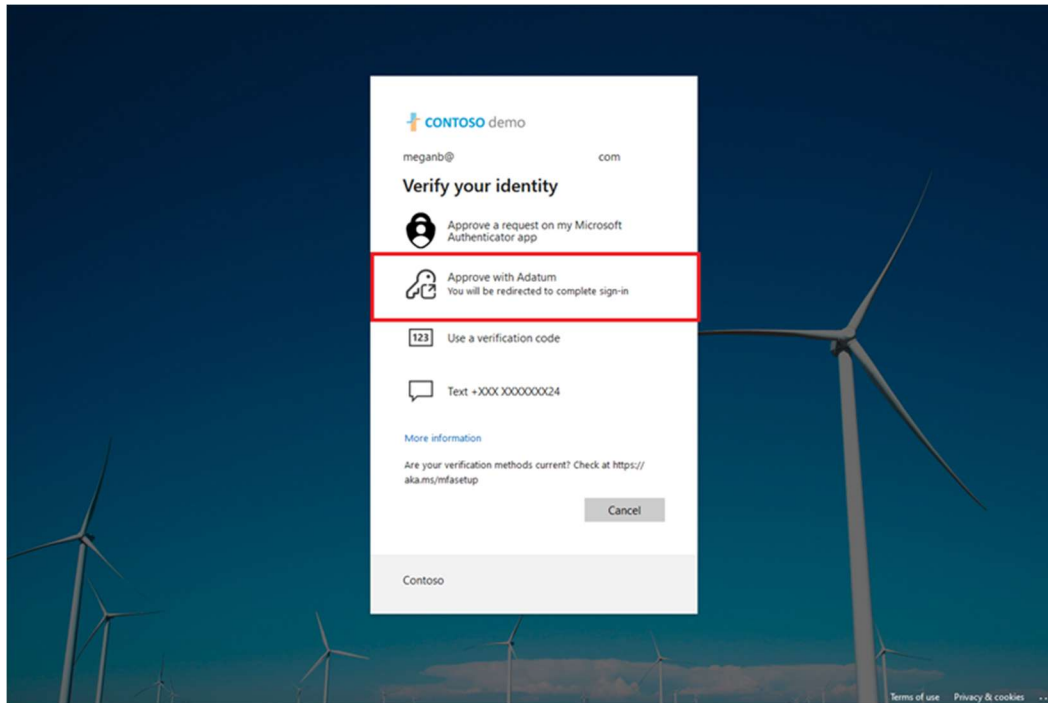 CONTOSO demo
meganb@ com
Verify your identity
Approve a request on my Microsoft
Authenticator app
Approve with Adatum
You will be redirected to complete sign-in
123
Use a verification code
Text +XXX XXXXXXX24
More information
Are your verification methods current? Check at https://
aka.ms/mfasetup
Cancel
Contoso
Terms of use Privacy & cookies ...